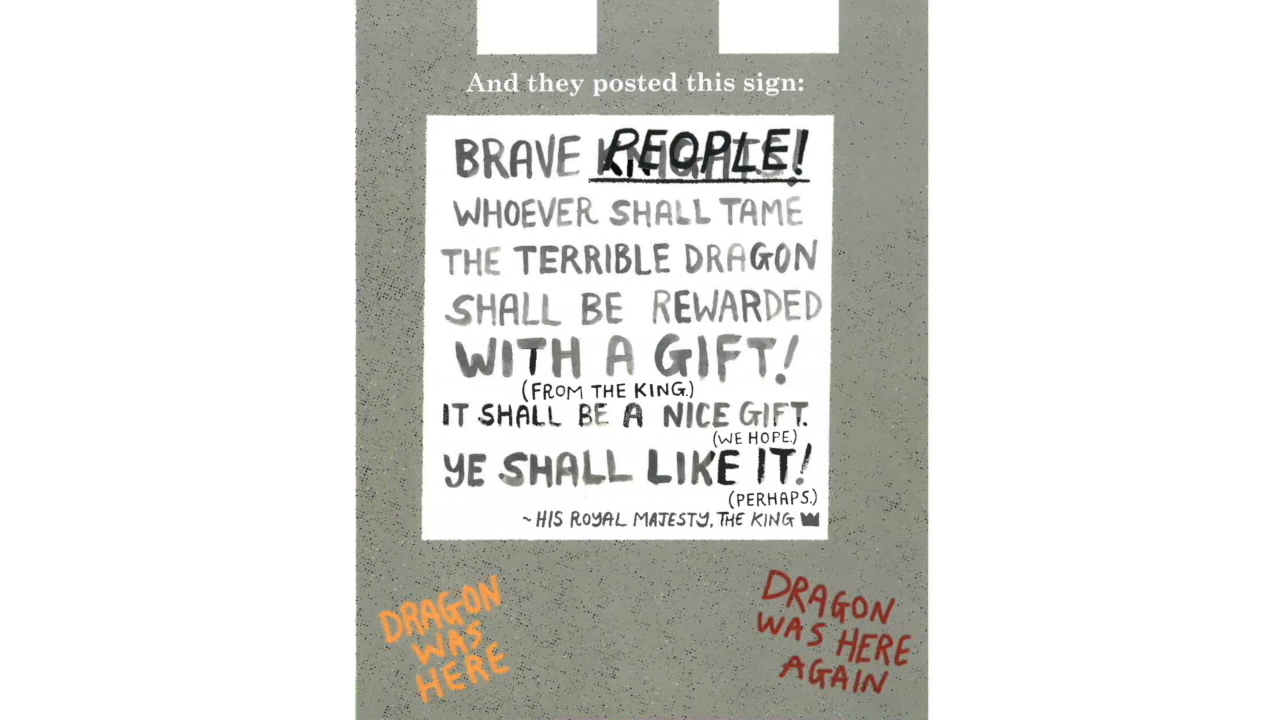 And they posted this sign:
BRAVE PEOPLE!
WHOEVER SHALL TAME
THE TERRIBLE DRAGON
SHALL BE REWARDED
WITH A GIFT!
(FROM THE KING.)
IT SHALL BE A NICE GIFT.
(WE HOPE.)
YE SHALL LIKE IT!
(PERHAPS.)
~HIS ROYAL MAJESTY, THE KING
DRAGON
WAS
HERE
DRAGON
WAS HERE
AGAIN